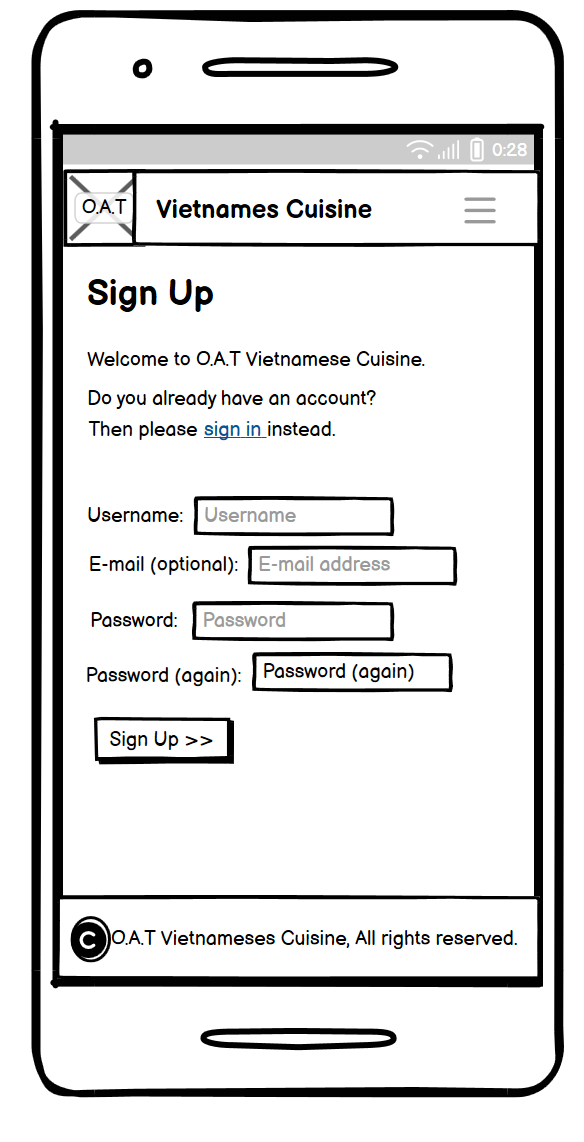 0:28
O.A.T
Vietnames Cuisine
Sign Up
Welcome to O.A.T Vietnamese Cuisine.
Do you already have an account?
Then please sign in instead.
Username: Username
E-mail (optional): E-mail address
Password: Password
Password (again): Password (again)
Sign Up >>
C O.A.T Vietnameses Cuisine, All rights reserved.